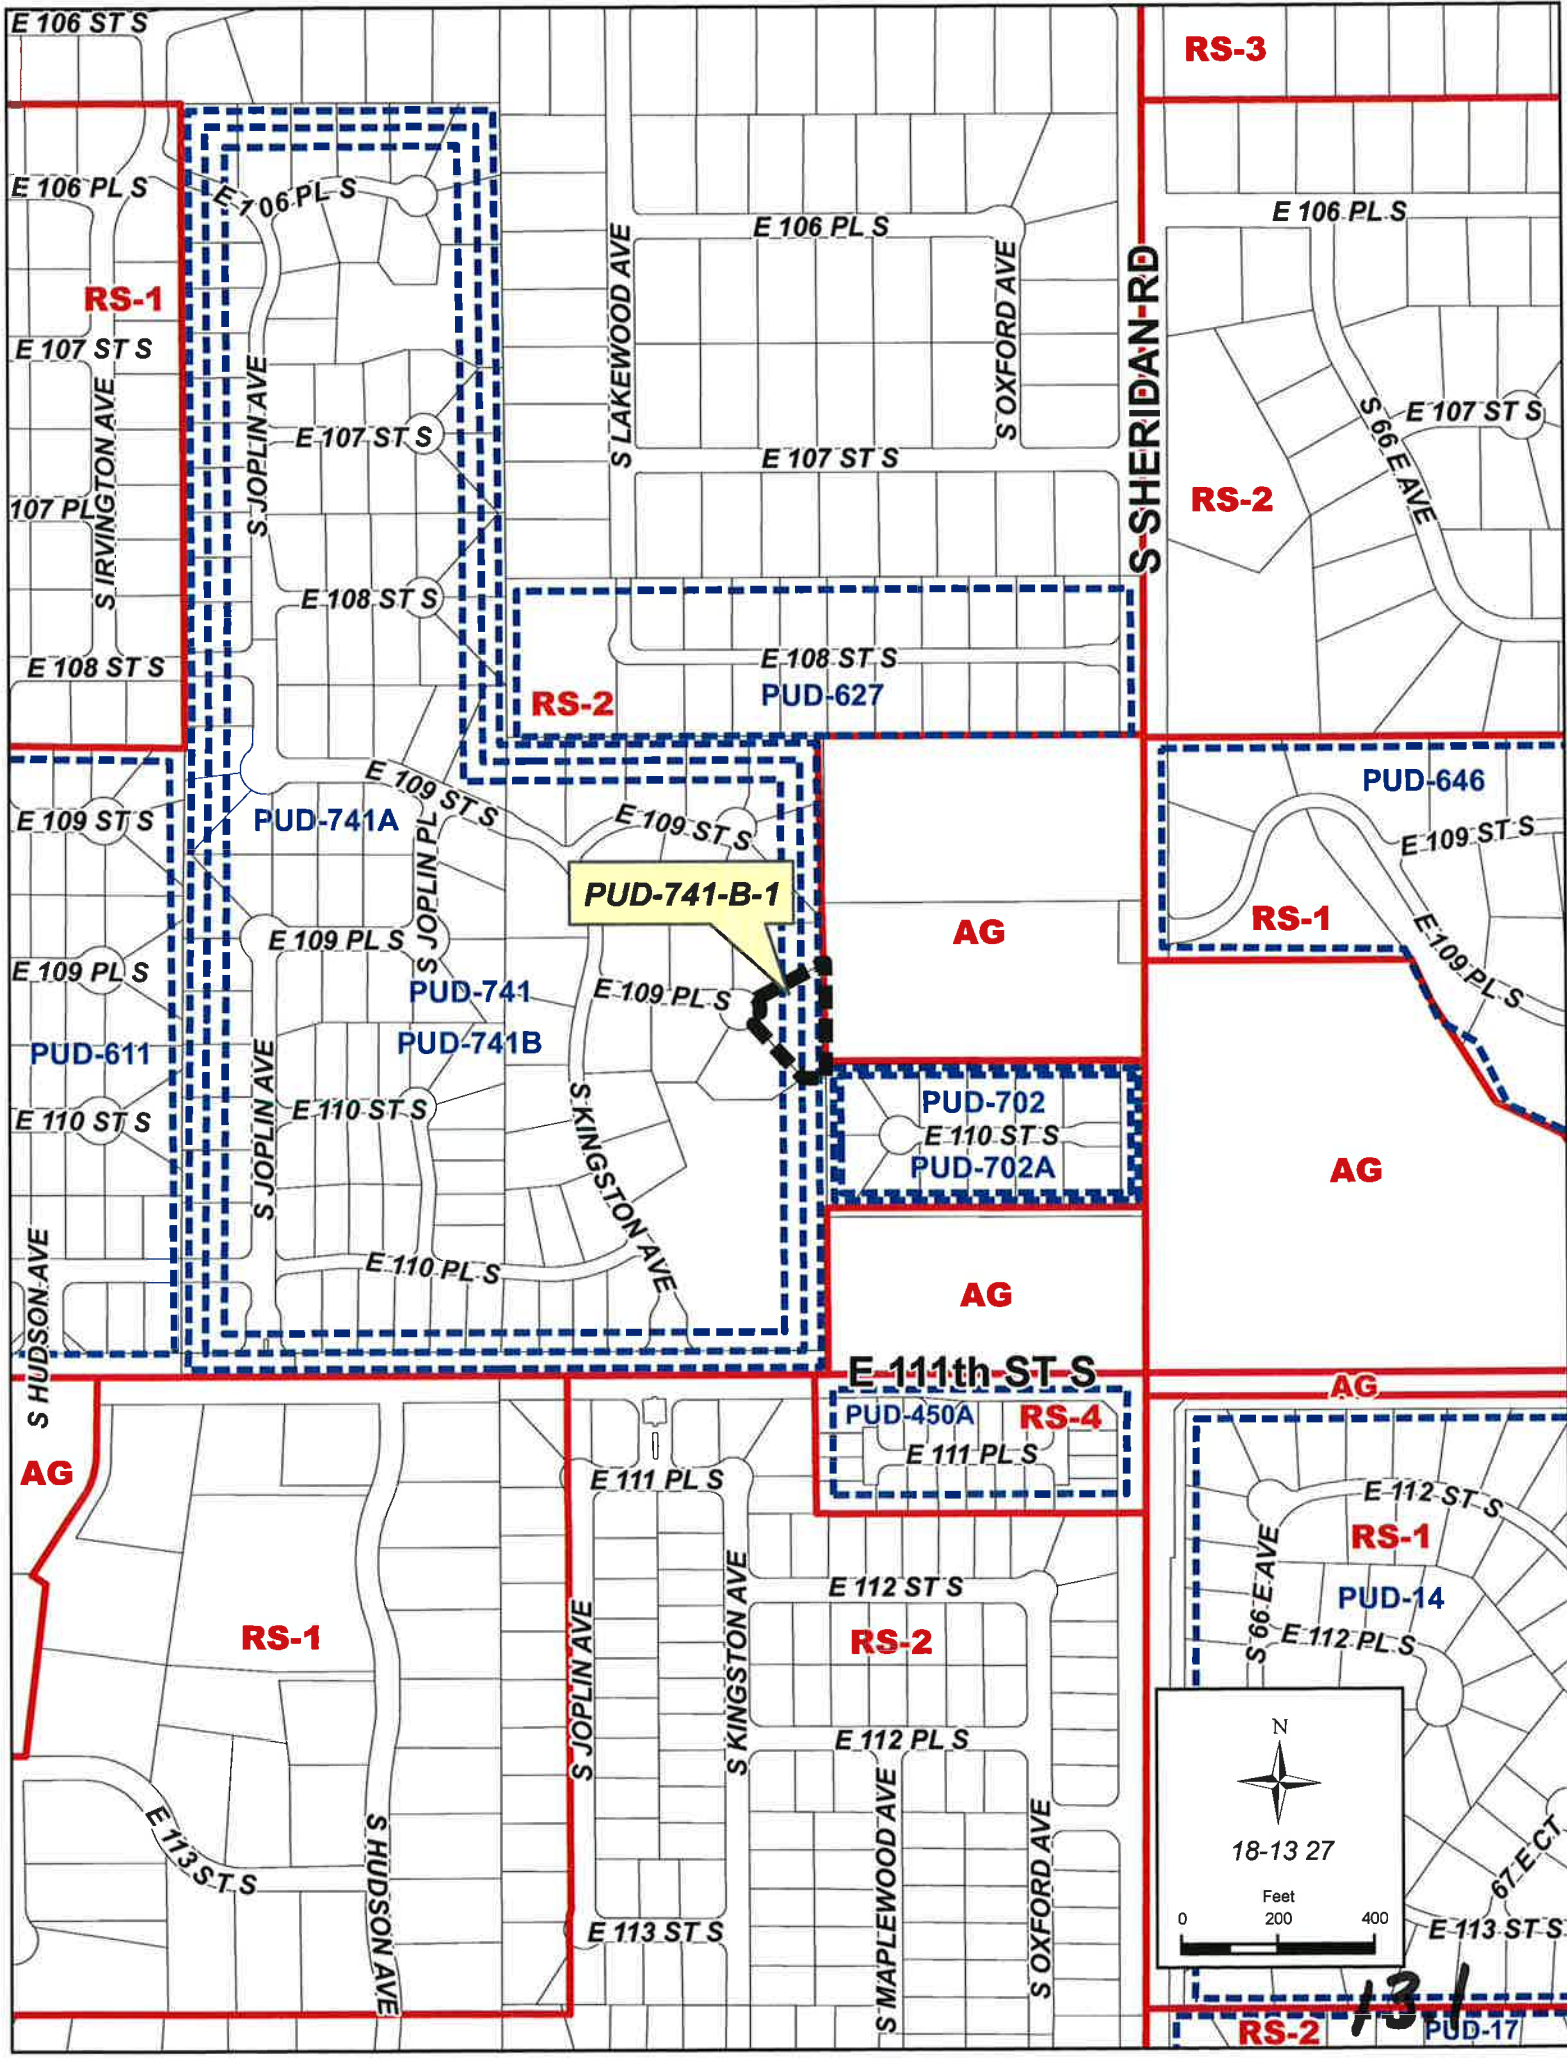 E 106 ST S
RS-3
E 106 PL S
E 106 PL S
E 106 PL S
E 106 PL S
RS-1
S LAKEWOOD AVE
S OXFORD AVE
S SHERIDAN RD
E 107 ST S
S IRVINGTON AVE
S JOPLIN AVE
E 107 ST S
E 107 ST S
S 66 E AVE
E 107 ST S
RS-2
107 PL
E 108 ST S
E 108 ST S
E 108 ST S
RS-2
PUD-627
E 109 ST S
PUD-646
E 109 ST S
PUD-741A
S JOPLIN PL
E 109 ST S
E 109 ST S
PUD-741-B-1
RS-1
AG
E 109 PL S
E 109 PL S
E 109 PL S
PUD-741
E 109 PL S
PUD-741B
PUD-611
S JOPLIN AVE
E 110 ST S
E 110 ST S
S KINGSTON AVE
PUD-702
E 110 ST S
PUD-702A
AG
S HUDSON AVE
E 110 PL S
AG
E 111th ST S
AG
PUD-450A
RS-4
E 111 PL S
AG
E 111 PL S
E 112 ST S
RS-1
S 66 E AVE
PUD-14
E 112 PL S
RS-1
S JOPLIN AVE
S KINGSTON AVE
E 112 ST S
RS-2
E 112 PL S
S MAPLEWOOD AVE
S OXFORD AVE
E 113 ST S
S HUDSON AVE
E 113 ST S
N
18-13 27
Feet
0 200 400
67 E CT
E 113 ST S
13.1
RS-2
PUD-17